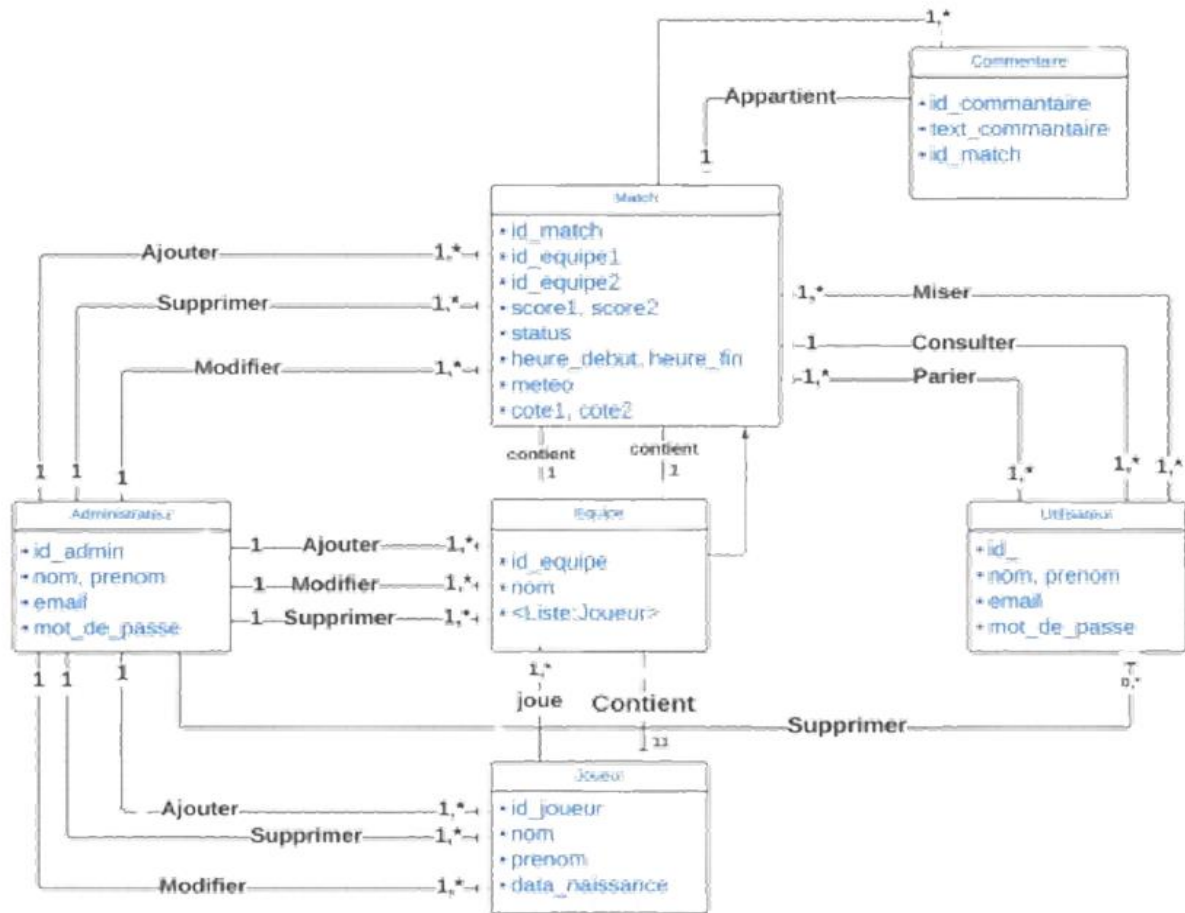 1,*
Commentaire
Appartient
id_commantaire
text_commantaire
id_match
1
Match
id_match
id_equipe1
id_equipe2
score1, score2
status
heure_debut, heure_fin
meteo
cote1, cote2
Ajouter 1,*
Supprimer 1,*
Modifier 1,*
1,* Miser
1 Consulter
1,* Parier
contient
1
contient
1
1 1 1
1,* 1,* 1,*
Administrateur
id_admin
nom, prenom
email
mot_de_passe
1 Ajouter 1,*
1 Modifier 1,*
1 Supprimer 1,*
Equipe
id_equipe
nom
<Liste:Joueur>
Utilisateur
id_
nom, prenom
email
mot_de_passe
1 1 1
1,*
joue
Contient
11
0,*
Supprimer
Ajouter 1,*
Supprimer 1,*
Modifier 1,*
Joueur
id_joueur
nom
prenom
data_naissance